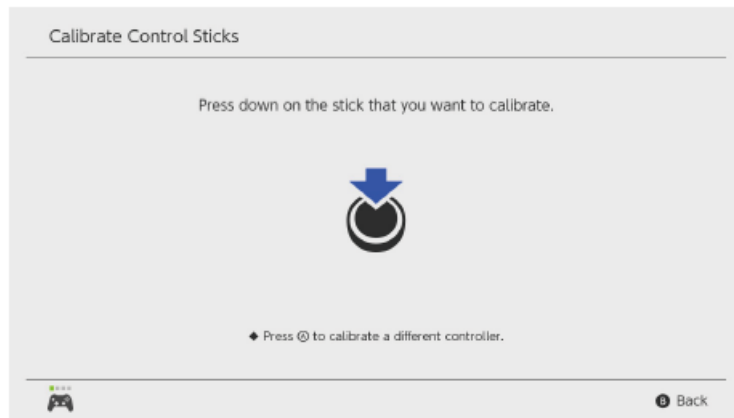 Calibrate Control Sticks
Press down on the stick that you want to calibrate.
◆ Press Ⓐ to calibrate a different controller.
🅑 Back